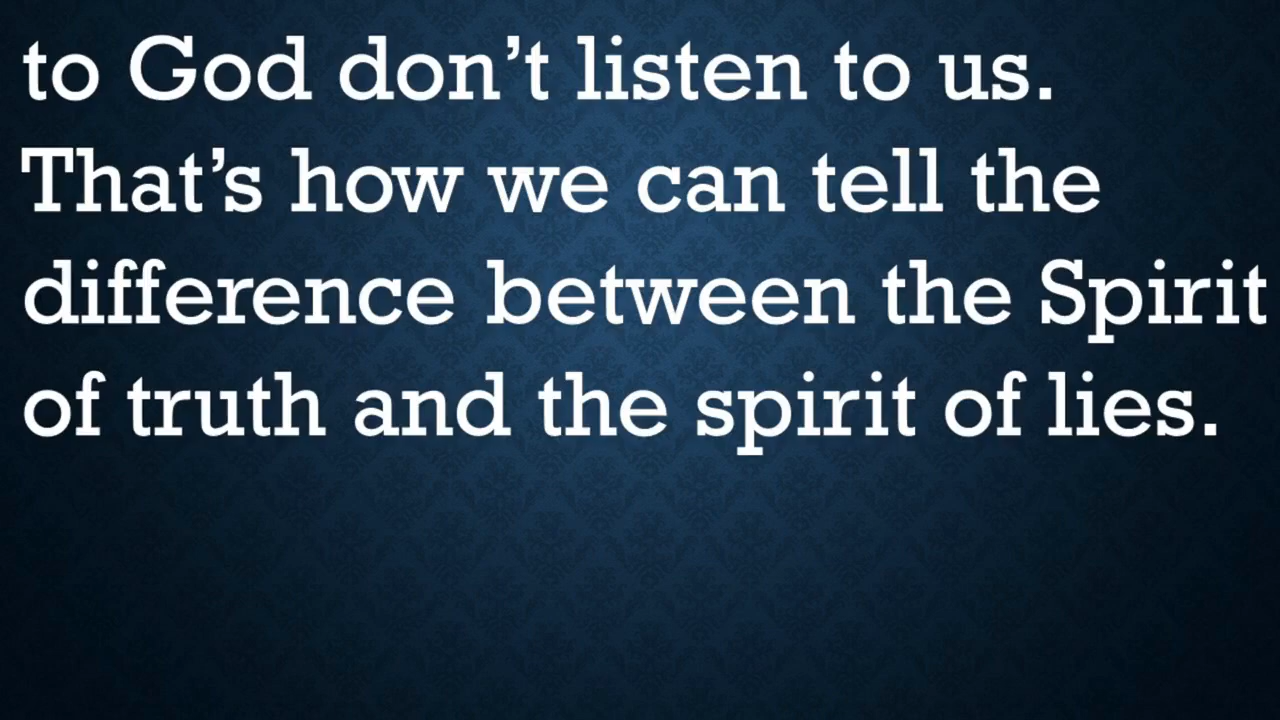 to God don’t listen to us.
That’s how we can tell the
difference between the Spirit
of truth and the spirit of lies.